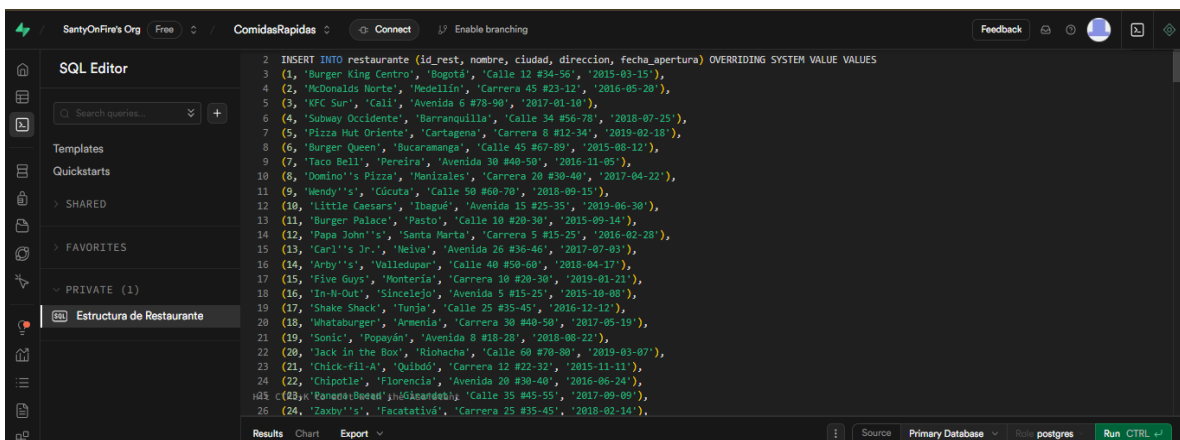 SantyOnFire's Org Free / ComidasRapidas Connect Enable branching Feedback
SQL Editor
Search queries...
Templates
Quickstarts
SHARED
FAVORITES
PRIVATE (1)
SQL Estructura de Restaurante
2 INSERT INTO restaurante (id_rest, nombre, ciudad, direccion, fecha_apertura) OVERRIDING SYSTEM VALUE VALUES
3 (1, 'Burger King Centro', 'Bogotá', 'Calle 12 #34-56', '2015-03-15'),
4 (2, 'McDonalds Norte', 'Medellín', 'Carrera 45 #23-12', '2016-05-20'),
5 (3, 'KFC Sur', 'Cali', 'Avenida 6 #78-90', '2017-01-10'),
6 (4, 'Subway Occidente', 'Barranquilla', 'Calle 34 #56-78', '2018-07-25'),
7 (5, 'Pizza Hut Oriente', 'Cartagena', 'Carrera 8 #12-34', '2019-02-18'),
8 (6, 'Burger Queen', 'Bucaramanga', 'Calle 45 #67-89', '2015-08-12'),
9 (7, 'Taco Bell', 'Pereira', 'Avenida 30 #40-50', '2016-11-05'),
10 (8, 'Domino''s Pizza', 'Manizales', 'Carrera 20 #30-40', '2017-04-22'),
11 (9, 'Wendy''s', 'Cúcuta', 'Calle 50 #60-70', '2018-09-15'),
12 (10, 'Little Caesars', 'Ibagué', 'Avenida 15 #25-35', '2019-06-30'),
13 (11, 'Burger Palace', 'Pasto', 'Calle 10 #20-30', '2015-09-14'),
14 (12, 'Papa John''s', 'Santa Marta', 'Carrera 5 #15-25', '2016-02-28'),
15 (13, 'Carl''s Jr.', 'Neiva', 'Avenida 26 #36-46', '2017-07-03'),
16 (14, 'Arby''s', 'Valledupar', 'Calle 40 #50-60', '2018-04-17'),
17 (15, 'Five Guys', 'Montería', 'Carrera 10 #20-30', '2019-01-21'),
18 (16, 'In-N-Out', 'Sincelejo', 'Avenida 5 #15-25', '2015-10-08'),
19 (17, 'Shake Shack', 'Tunja', 'Calle 25 #35-45', '2016-12-12'),
20 (18, 'Whataburger', 'Armenia', 'Carrera 30 #40-50', '2017-05-19'),
21 (19, 'Sonic', 'Popayán', 'Avenida 8 #18-28', '2018-08-22'),
22 (20, 'Jack in the Box', 'Riohacha', 'Calle 60 #70-80', '2019-03-07'),
23 (21, 'Chick-fil-A', 'Quibdó', 'Carrera 12 #22-32', '2015-11-11'),
24 (22, 'Chipotle', 'Florencia', 'Avenida 20 #30-40', '2016-06-24'),
25 (23, 'Calle 35 #45-55', '2017-09-09'),
26 (24, 'Zaxby''s', 'Facatativá', 'Carrera 25 #35-45', '2018-02-14'),
Results Chart Export Source Primary Database Role postgres Run CTRL